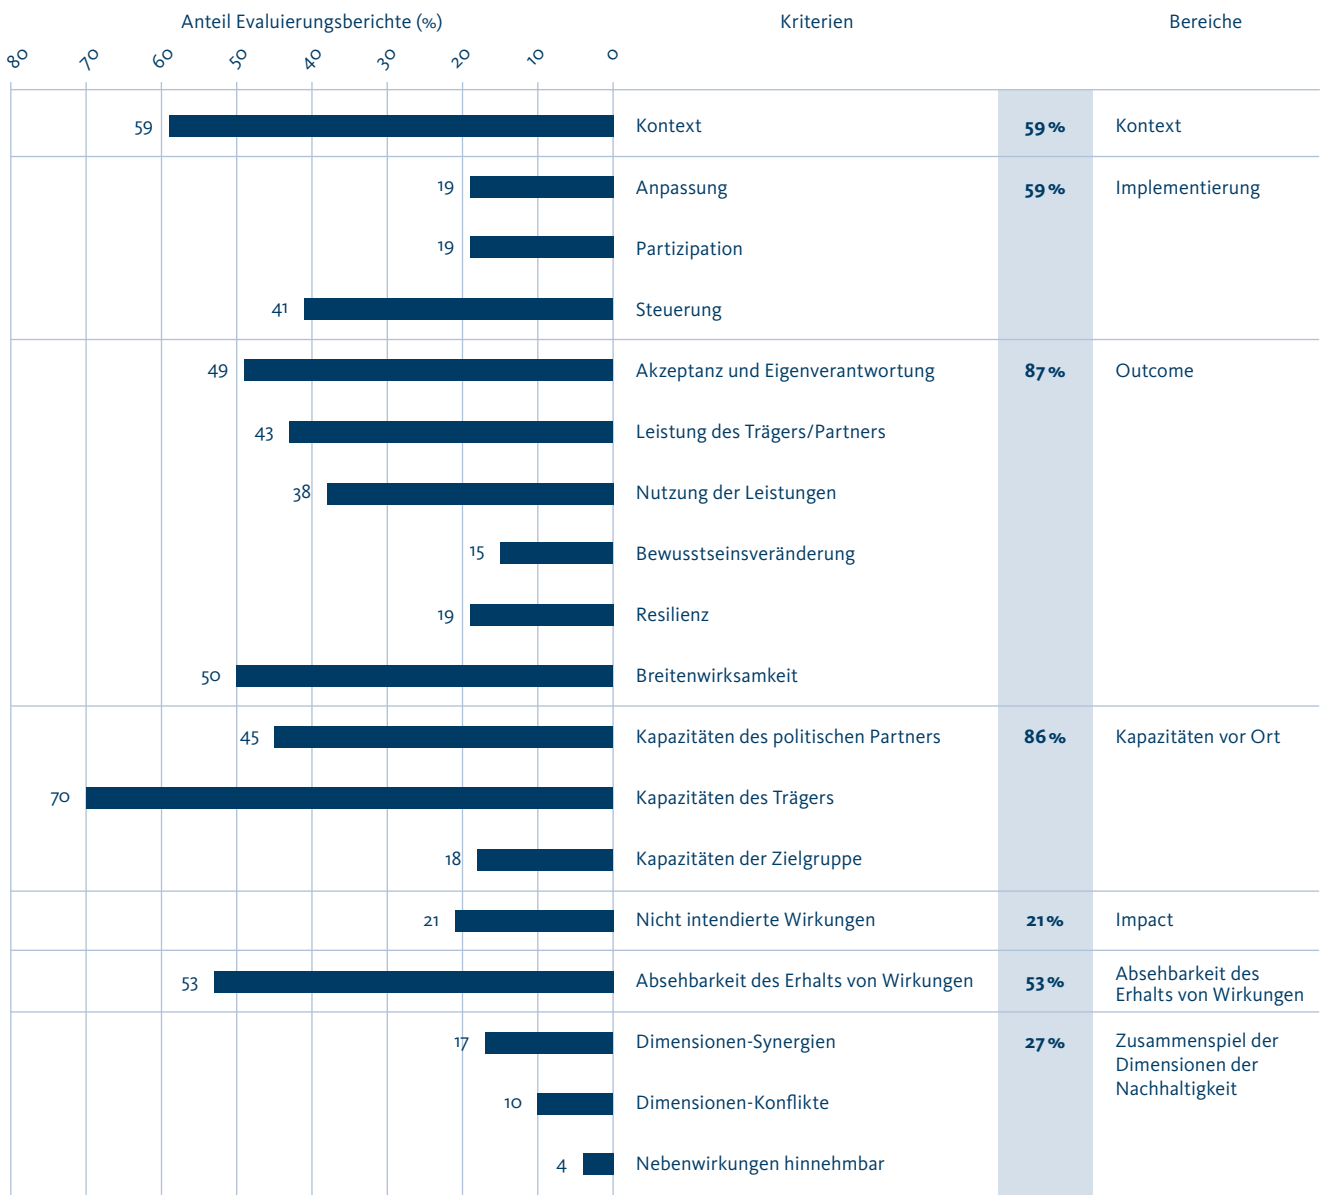 Anteil Evaluierungsberichte (%) Kriterien Bereiche
80 70 60 50 40 30 20 10 0
59 Kontext 59 % Kontext
19 Anpassung 59 % Implementierung
19 Partizipation
41 Steuerung
49 Akzeptanz und Eigenverantwortung 87 % Outcome
43 Leistung des Trägers/Partners
38 Nutzung der Leistungen
15 Bewusstseinsveränderung
19 Resilienz
50 Breitenwirksamkeit
45 Kapazitäten des politischen Partners 86 % Kapazitäten vor Ort
70 Kapazitäten des Trägers
18 Kapazitäten der Zielgruppe
21 Nicht intendierte Wirkungen 21 % Impact
53 Absehbarkeit des Erhalts von Wirkungen 53 % Absehbarkeit des
Erhalts von Wirkungen
17 Dimensionen-Synergien 27 % Zusammenspiel der
Dimensionen der
Nachhaltigkeit
10 Dimensionen-Konflikte
4 Nebenwirkungen hinnehmbar